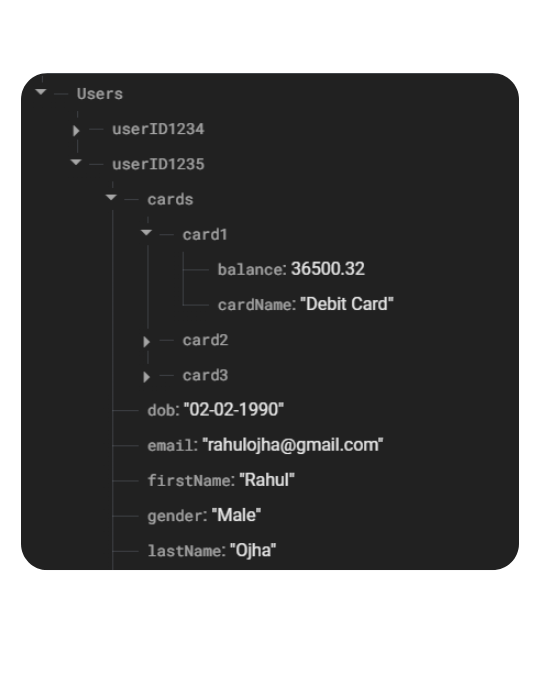 Users
userID1234
userID1235
cards
card1
balance: 36500.32
cardName: "Debit Card"
card2
card3
dob: "02-02-1990"
email: "rahulojha@gmail.com"
firstName: "Rahul"
gender: "Male"
lastName: "Ojha"